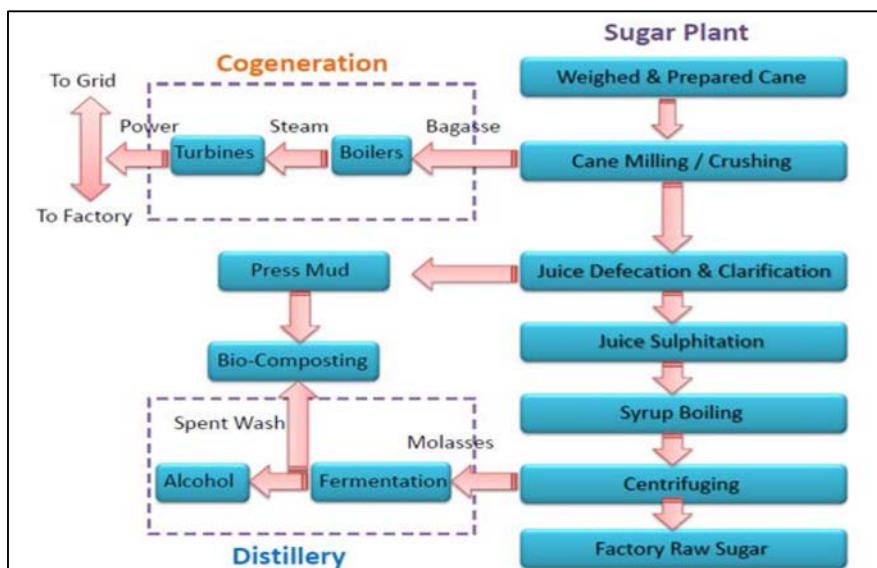 Sugar Plant
Cogeneration
Weighed & Prepared Cane
To Grid
Power
Steam
Bagasse
Turbines
Boilers
Cane Milling / Crushing
To Factory
Press Mud
Juice Defecation & Clarification
Juice Sulphitation
Bio-Composting
Syrup Boiling
Spent Wash
Molasses
Alcohol
Fermentation
Centrifuging
Distillery
Factory Raw Sugar